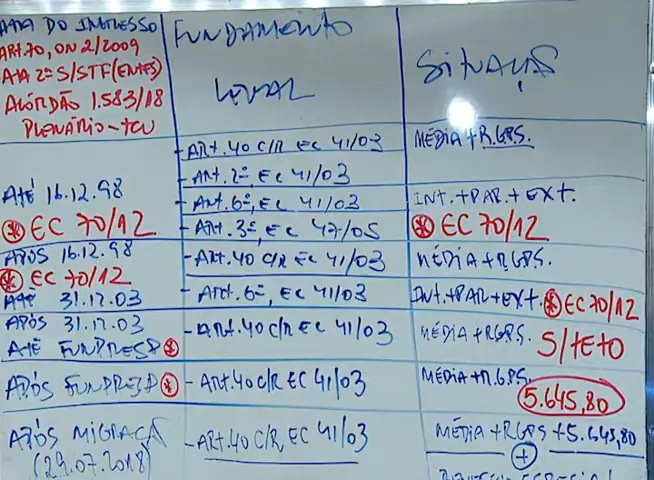 DATA DO INGRESSO
ART. 70, ON 2/2009
ATA 2ª S/STF (ENTES)
ACÓRDÃO 1.583/18
PLENÁRIO - TCU
FUNDAMENTO
LEGAL
SITUAÇÃ
- ART. 40 C/R EC 41/03
MÉDIA + R.G.P.S.
- ART. 2º, EC 41/03
ATÉ 16.12.98
- ART. 6º, EC 41/03
INT. + PAR. + EXT.
* EC 70/12
- ART. 3º, EC 47/05
* EC 70/12
APÓS 16.12.98
- ART. 40 C/R EC 41/03
MÉDIA + R.G.P.S.
* EC 70/12
ATÉ 31.12.03
- ART. 6º, EC 41/03
INT. + PAR + EXT. * EC 70/12
APÓS 31.12.03
ATÉ FUNPRESP *
- ART. 40 C/R EC 41/03
MÉDIA + RGPS. S/TETO
APÓS FUNPRESP *
- ART. 40 C/R EC 41/03
MÉDIA + R.G.P.S.
5.645,80
APÓS MIGRAÇÃ
(29.07.2018)
- ART. 40 C/R, EC 41/03
MÉDIA + RGPS + 5.645,80
+